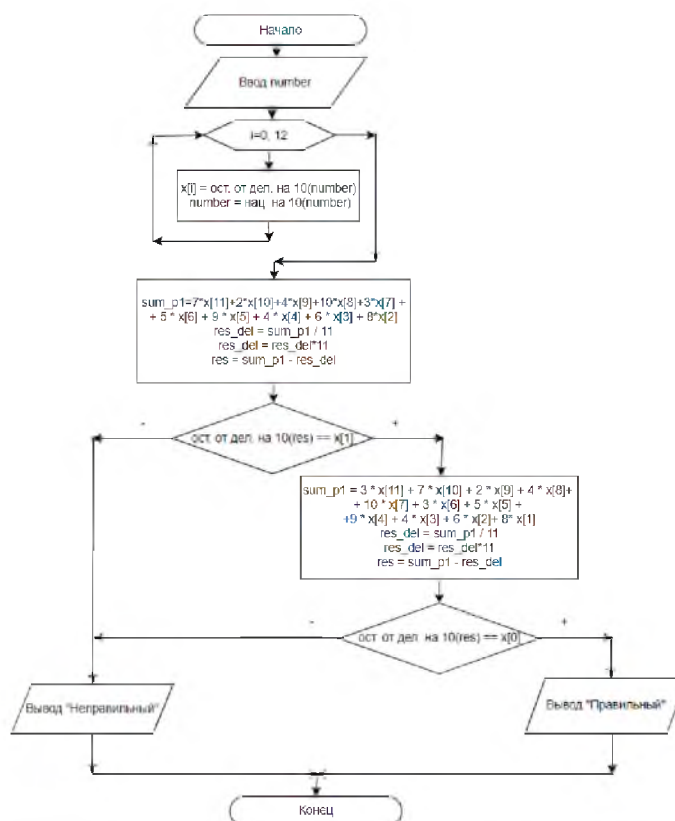 Начало
Ввод number
i=0, 12
x[i] = ост. от дел. на 10(number)
number = нац. на 10(number)
sum_p1=7*x[11]+2*x[10]+4*x[9]+10*x[8]+3*x[7] +
+ 5 * x[6] + 9 * x[5] + 4 * x[4] + 6 * x[3] + 8*x[2]
res_del = sum_p1 / 11
res_del = res_del*11
res = sum_p1 - res_del
-
+
ост. от дел. на 10(res) == x[1]
sum_p1 = 3 * x[11] + 7 * x[10] + 2 * x[9] + 4 * x[8]+
+ 10 * x[7] + 3 * x[6] + 5 * x[5] +
+9 * x[4] + 4 * x[3] + 6 * x[2]+ 8* x[1]
res_del = sum_p1 / 11
res_del = res_del*11
res = sum_p1 - res_del
-
+
ост. от дел. на 10(res) == x[0]
Вывод "Неправильный"
Вывод "Правильный"
Конец